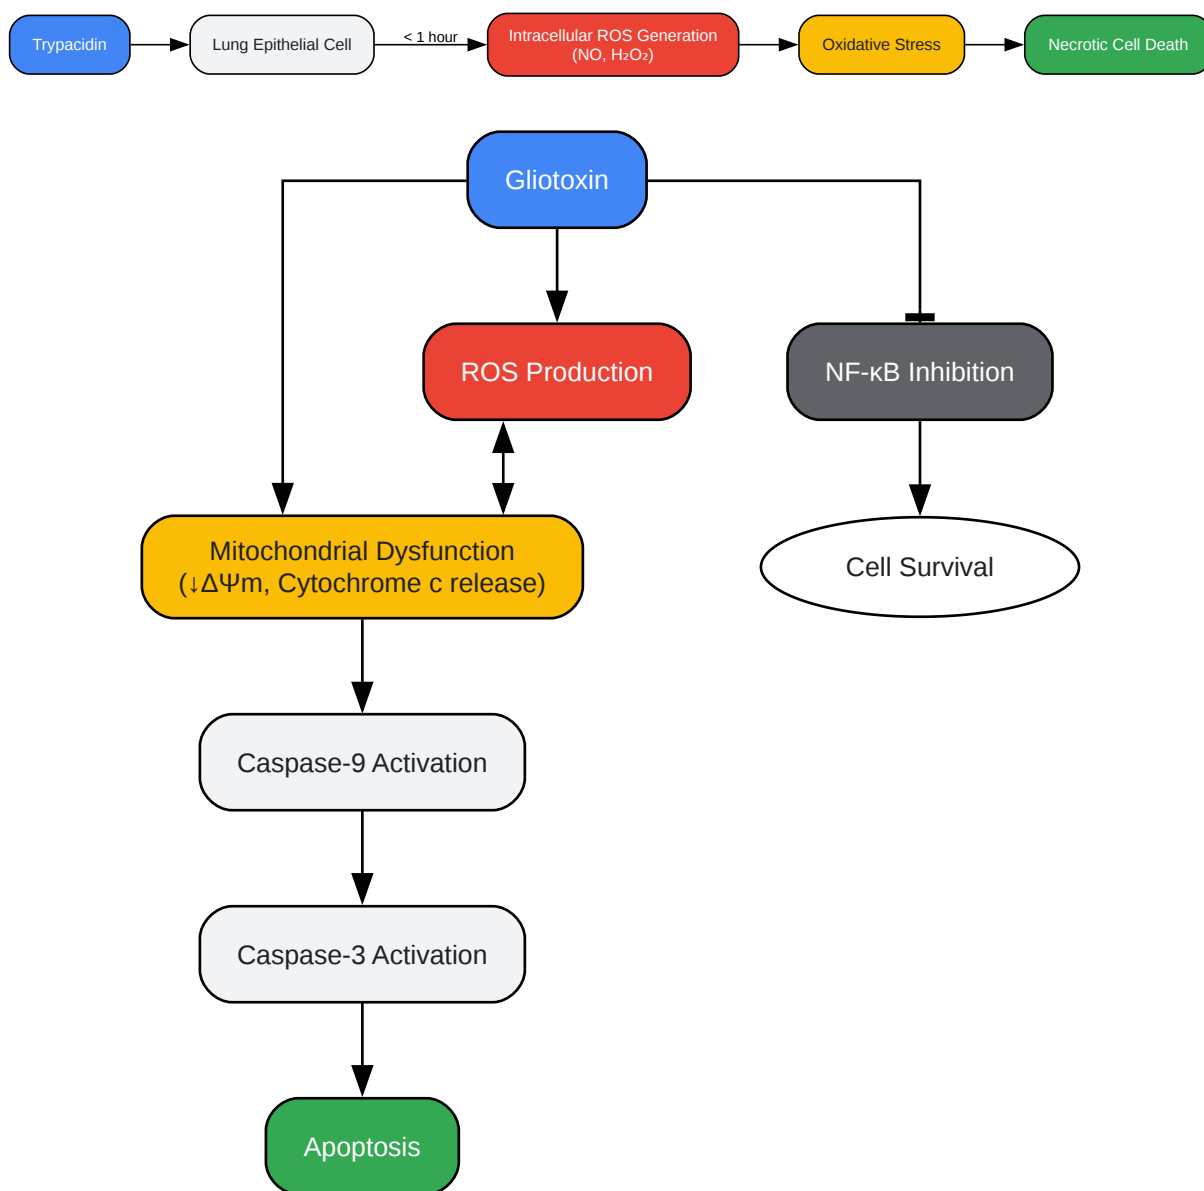 Trypacidin
Lung Epithelial Cell
< 1 hour
Intracellular ROS Generation
(NO, H₂O₂)
Oxidative Stress
Necrotic Cell Death
Gliotoxin
ROS Production
NF-κB Inhibition
Mitochondrial Dysfunction
(↓ΔΨm, Cytochrome c release)
Cell Survival
Caspase-9 Activation
Caspase-3 Activation
Apoptosis